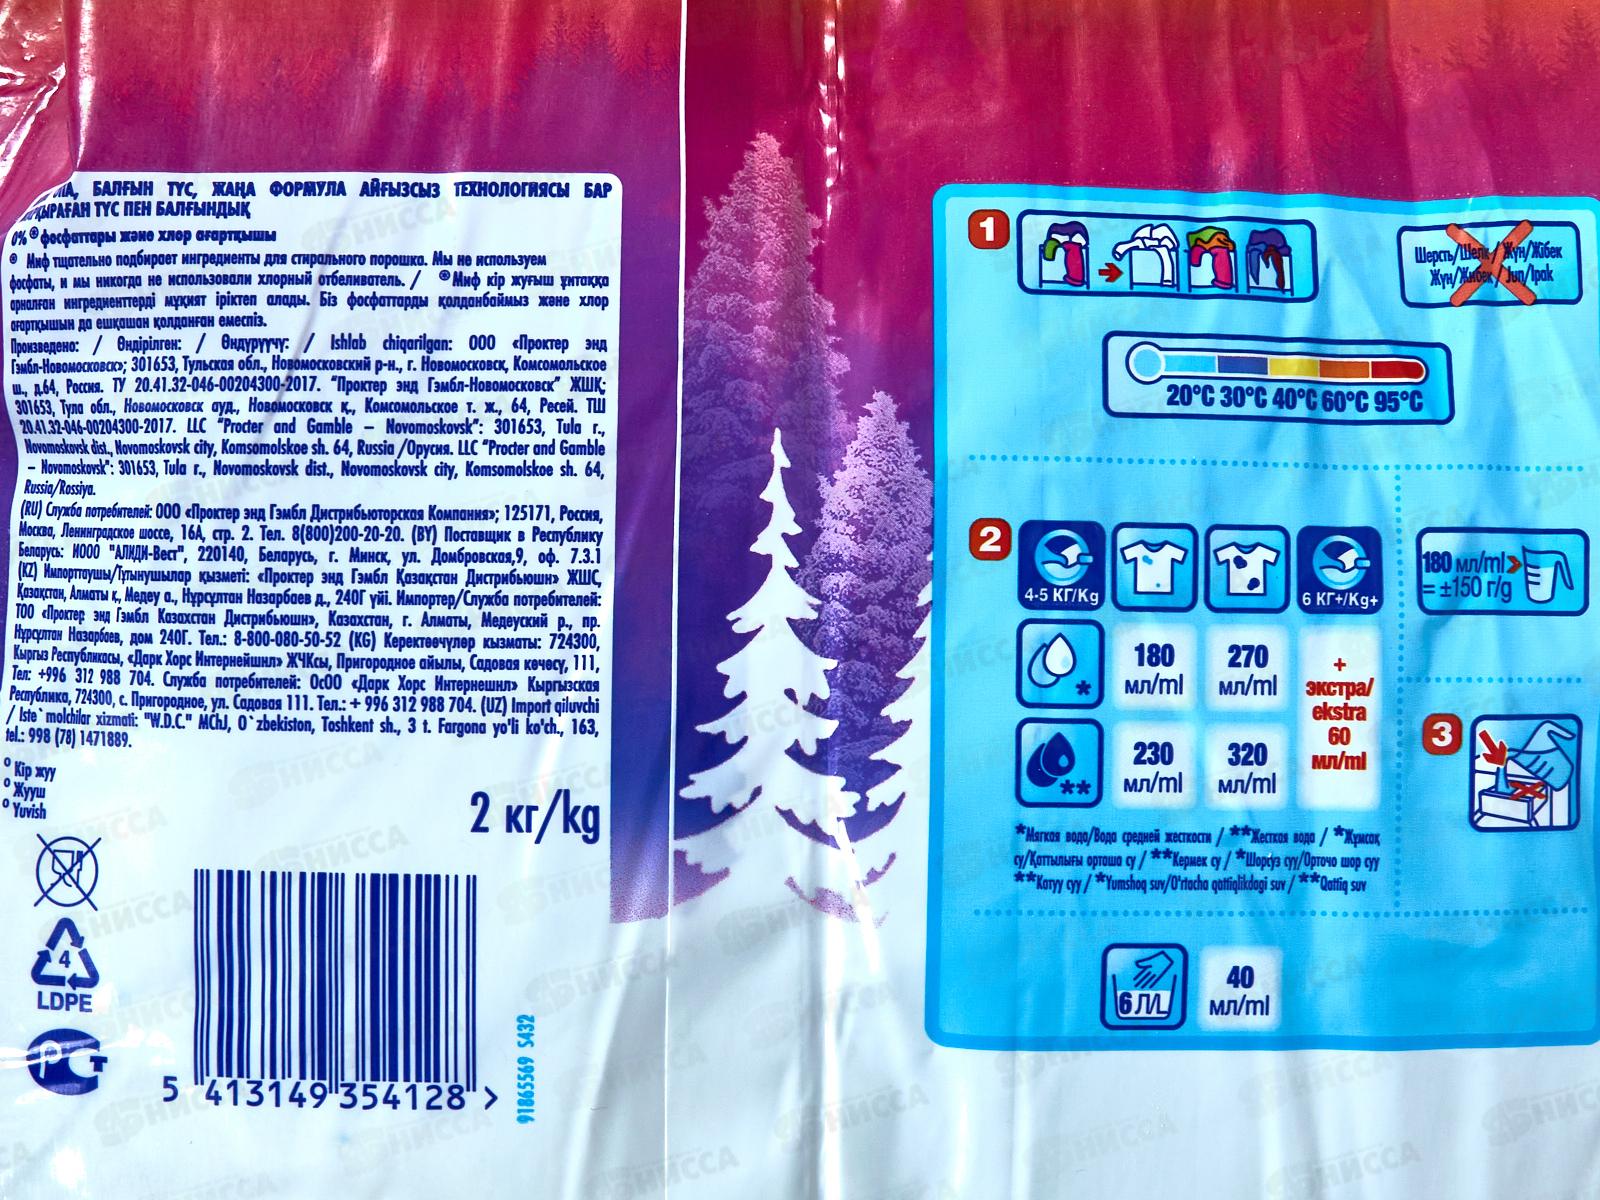 БАЛҒЫН ТҮС, ЖАҢА ФОРМУЛА АЙҒЫЗСЫЗ ТЕХНОЛОГИЯСЫ БАР
ТҮС ПЕН БАЛҒЫНДЫҚ
0% ® фосфаттары және хлор ағартқышы
® Миф тщательно подбирает ингредиенты для стирального порошка. Мы не используем
фосфаты, и мы никогда не использовали хлорный отбеливатель. / ®Миф кір жуғыш ұнтаққа
арналған ингредиенттерді мұқият іріктеп алады. Біз фосфаттарды қолданбаймыз және хлор
ағартқышын да ешқашан қолданған емеспіз.
Произведено: / Өндірілген: / Өндүрүүчү: / Ishlab chiqarilgan: ООО «Проктер энд
Гэмбл-Новомосковск»; 301653, Тульская обл., Новомосковский р-н., г. Новомосковск, Комсомольское
ш., д.64, Россия. ТУ 20.41.32-046-00204300-2017. "Проктер энд Гэмбл-Новомосковск" ЖШҚ;
301653, Тула обл., Новомосковск ауд., Новомосковск қ., Комсомольское т. ж., 64, Ресей. ТШ
20.41.32-046-00204300-2017. LLC "Procter and Gamble – Novomoskovsk": 301653, Tula r.,
Novomoskovsk dist., Novomoskovsk city, Komsomolskoe sh. 64, Russia /Орусия. LLC "Procter and Gamble
– Novomoskovsk": 301653, Tula r., Novomoskovsk dist., Novomoskovsk city, Komsomolskoe sh. 64,
Russia/Rossiya.
(RU) Служба потребителей: ООО «Проктер энд Гэмбл Дистрибьюторская Компания»; 125171, Россия,
Москва, Ленинградское шоссе, 16А, стр. 2. Тел. 8(800)200-20-20. (BY) Поставщик в Республику
Беларусь: ИООО "АЛИДИ-Вест", 220140, Беларусь, г. Минск, ул. Домбровская,9, оф. 7.3.1
(KZ) Импорттаушы/Тұтынушылар қызметі: «Проктер энд Гэмбл Қазақстан Дистрибьюшн» ЖШС,
Қазақстан, Алматы қ., Медеу а., Нұрсұлтан Назарбаев д., 240Г үйі. Импортер/Служба потребителей:
ТОО «Проктер энд Гэмбл Казахстан Дистрибьюшн», Казахстан, г. Алматы, Медеуский р., пр.
Нұрсұлтан Назарбаев, дом 240Г. Тел.: 8-800-080-50-52 (KG) Керектөөчүлөр кызматы: 724300,
Кыргыз Республикасы, «Дарк Хорс Интернейшнл» ЖЧКсы, Пригородное айылы, Садовая көчөсү, 111,
Тел: +996 312 988 704. Служба потребителей: ОсОО «Дарк Хорс Интернешнл» Кыргызская
Республика, 724300, с. Пригородное, ул. Садовая 111. Тел.: + 996 312 988 704. (UZ) Import qiluvchi
/ Iste`molchilar xizmati: "W.D.C." MChJ, O`zbekiston, Toshkent sh., 3 t. Fargona yo'li ko'ch., 163,
tel.: 998 (78) 1471889.
° Кір жуу
° Жууш
° Yuvish
2 кг/kg
4
LDPE
РСТ
5 413149 354128 >
91865569 S432
1
Шерсть/Шелк / Жүн/Жібек
Жүн/Жибек / Jun/Ipak
20°C 30°C 40°C 60°C 95°C
2
4-5 КГ/Kg
6 КГ+/Kg+
180 мл/ml >
= ±150 г/g
*
180 мл/ml
270 мл/ml
+ экстра/ ekstra 60 мл/ml
**
230 мл/ml
320 мл/ml
3
*Мягкая вода/Вода средней жесткости / **Жесткая вода / *Жұмсақ
су/Қаттылығы орташа су / **Кермек су / *Шорсуз суу/Орточо шор суу
**Катуу суу / *Yumshoq suv/O'rtacha qattiqlikdagi suv / **Qattiq suv
6 Л/L
40
мл/ml